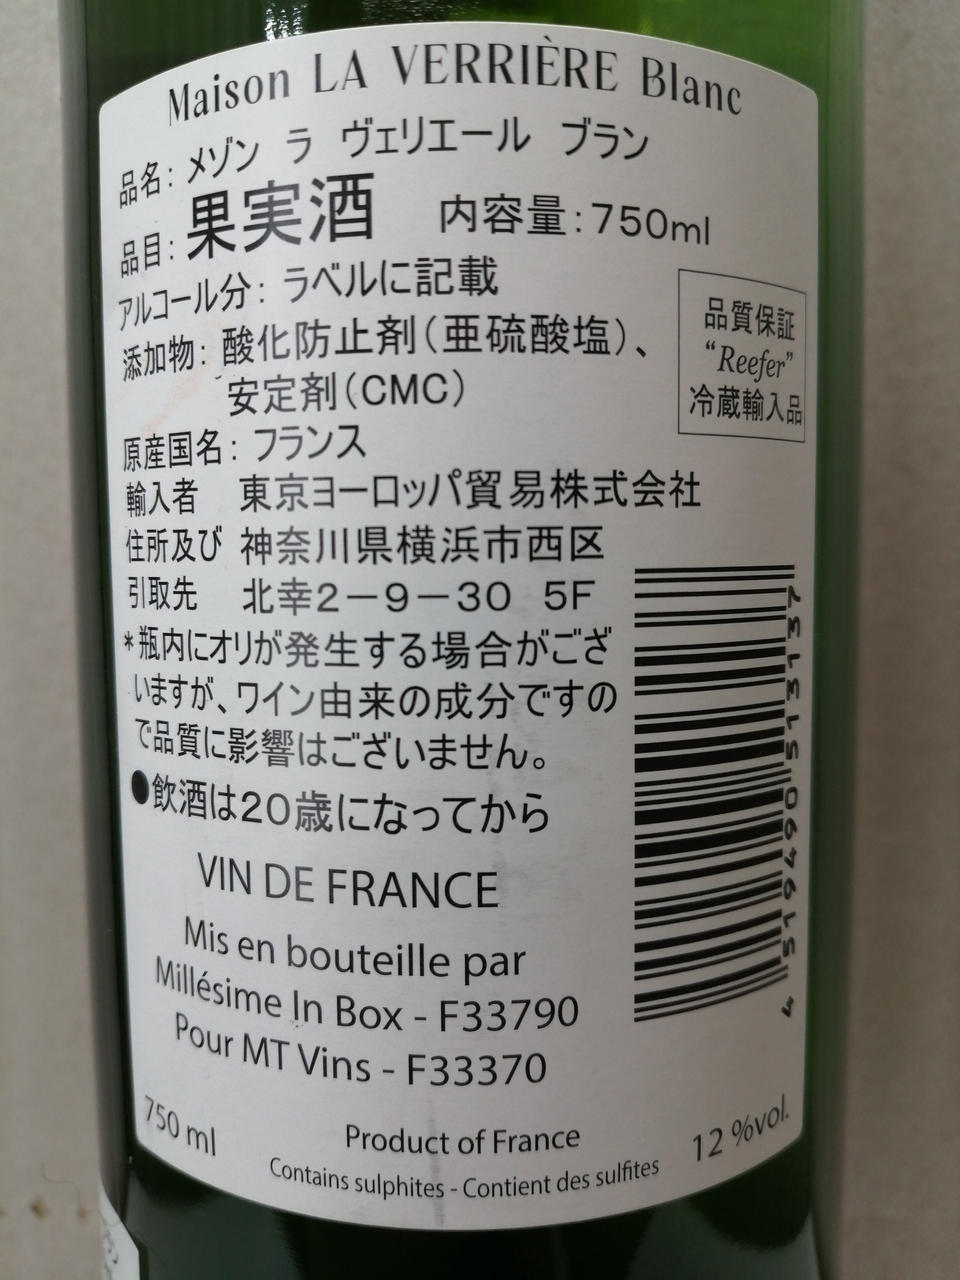 Maison LA VERRIÈRE Blanc
品名: メゾン ラ ヴェリエール ブラン
品目: 果実酒 内容量:750ml
アルコール分: ラベルに記載
添加物: 酸化防止剤(亜硫酸塩)、
安定剤(CMC)
品質保証
“Reefer”
冷蔵輸入品
原産国名: フランス
輸入者 東京ヨーロッパ貿易株式会社
住所及び 神奈川県横浜市西区
引取先 北幸2-9-30 5F
*瓶内にオリが発生する場合がござ
いますが、ワイン由来の成分ですの
で品質に影響はございません。
●飲酒は20歳になってから
4 519490 513137
VIN DE FRANCE
Mis en bouteille par
Millésime In Box - F33790
Pour MT Vins - F33370
750 ml
Product of France
12 %vol.
Contains sulphites - Contient des sulfites